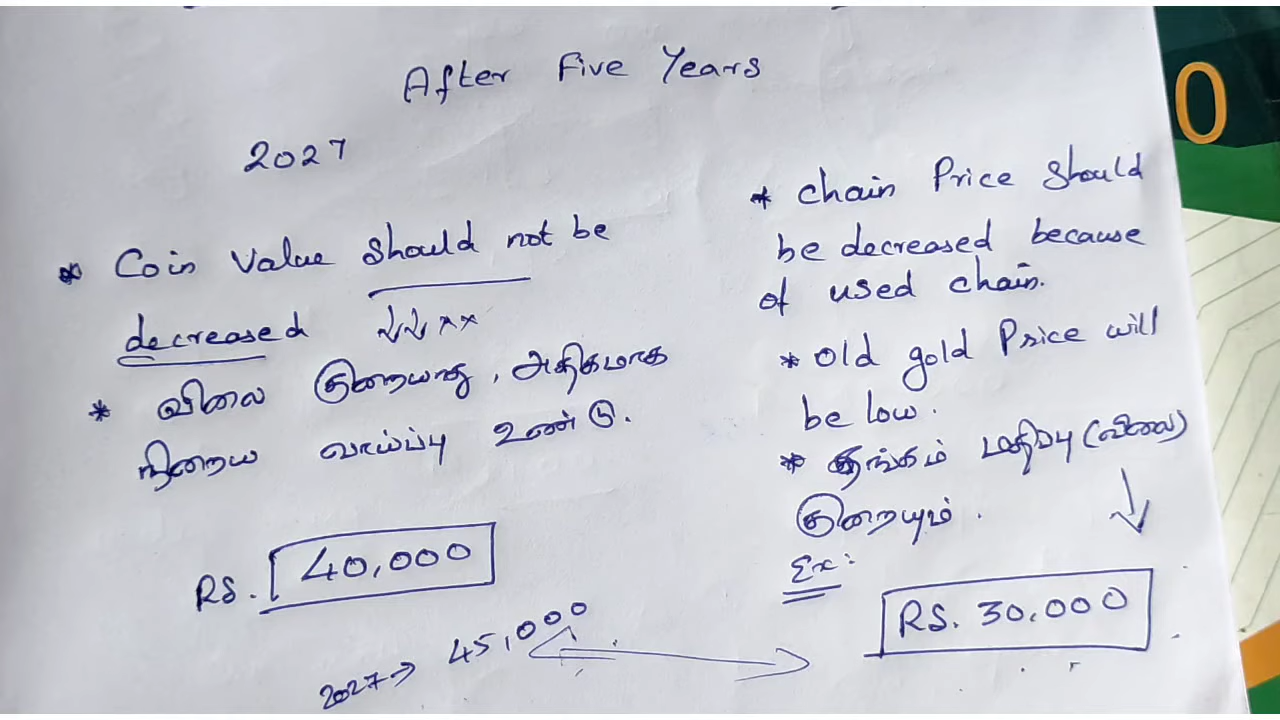 After Five Years
2027
* Coin Value should not be
decreased
* விலை குறையாது, அதிகமாக
நிறைய வாய்ப்பு உண்டு.
RS. 40,000
2027 → 45,000
* chain Price should
be decreased because
of used chain.
* Old gold Price will
be low.
* தங்கம் மதிப்பு (விலை)
குறையும்.
Ex:
RS. 30,000
0